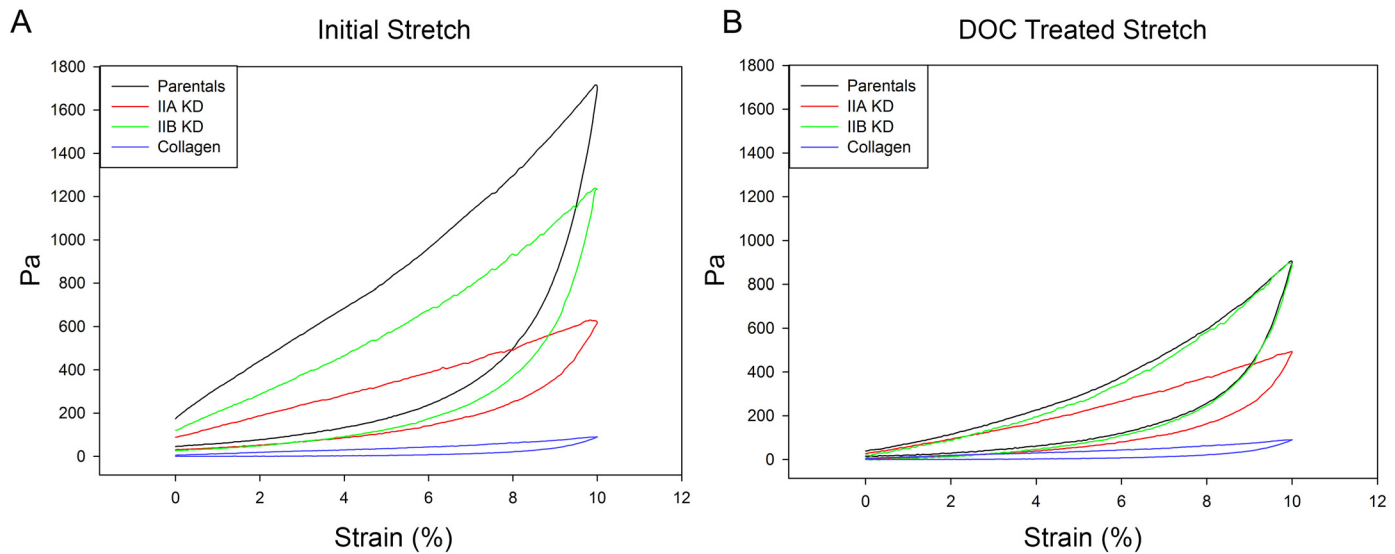 A
Initial Stretch
1800
1600
1400
1200
1000
800
600
400
200
0
Pa
Parentals
IIA KD
IIB KD
Collagen
0 2 4 6 8 10 12
Strain (%)
B
DOC Treated Stretch
1800
1600
1400
1200
1000
800
600
400
200
0
Pa
Parentals
IIA KD
IIB KD
Collagen
0 2 4 6 8 10 12
Strain (%)